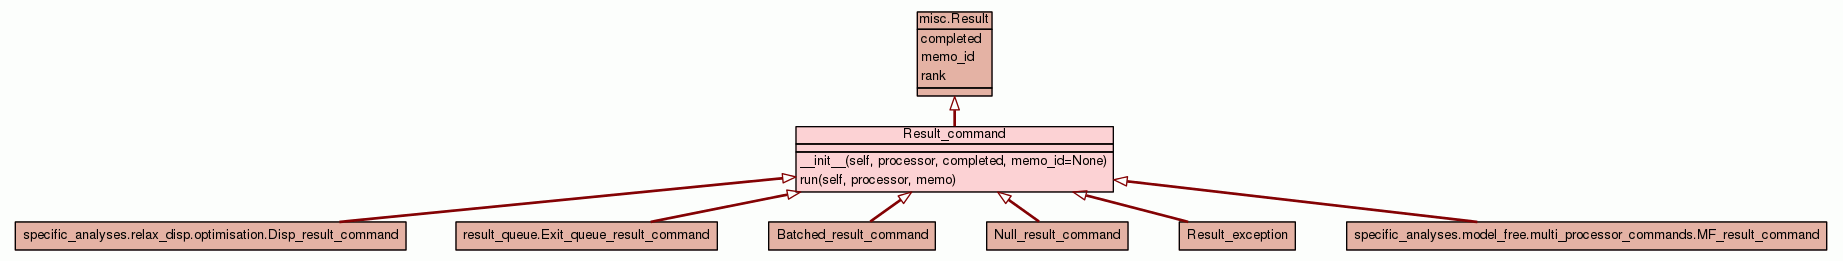 misc.Result
completed
memo_id
rank
Result_command
__init__(self, processor, completed, memo_id=None)
run(self, processor, memo)
specific_analyses.relax_disp.optimisation.Disp_result_command
result_queue.Exit_queue_result_command
Batched_result_command
Null_result_command
Result_exception
specific_analyses.model_free.multi_processor_commands.MF_result_command